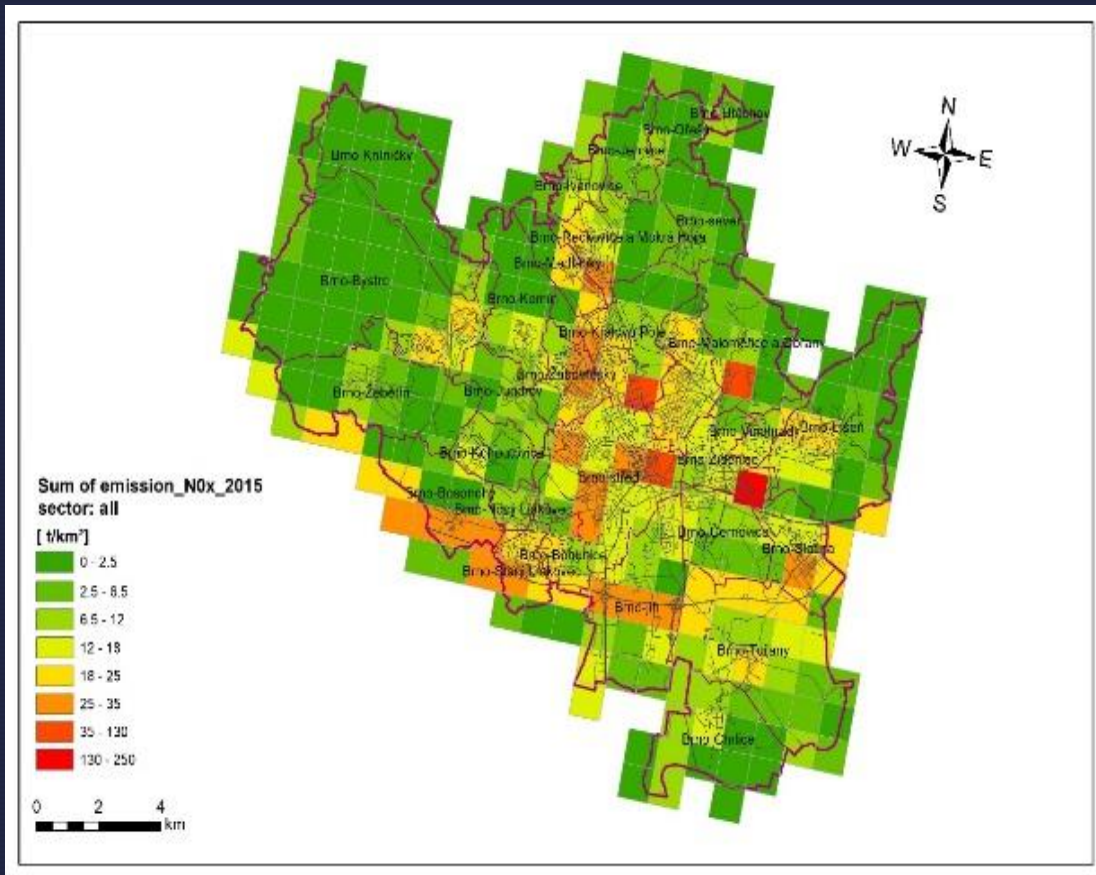 N
W E
S
Brno-Ořešín
Brno-Kníničky
Brno-Ivanovice
Brno-sever
Brno-Řečkovice a Mokrá Hora
Brno-Medlánky
Brno-Bystrc
Brno-Komín
Brno-Královo Pole
Brno-Maloměřice a Obřany
Brno-Žabovřesky
Brno-Žebětín
Brno-Jundrov
Brno-Vinohrady
Brno-Líšeň
Brno-Kohoutovice
Brno-Židenice
Brno-střed
Brno-Bosonohy
Brno-Nový Lískovec
Brno-Černovice
Brno-Slatina
Brno-Bohunice
Brno-Starý Lískovec
Brno-jih
Brno-Tuřany
Brno-Chrlice
Sum of emission_N0x_2015
sector: all
[ t/km²]
0 - 2.5
2.5 - 6.5
6.5 - 12
12 - 18
18 - 25
25 - 35
35 - 130
130 - 250
0 2 4
km